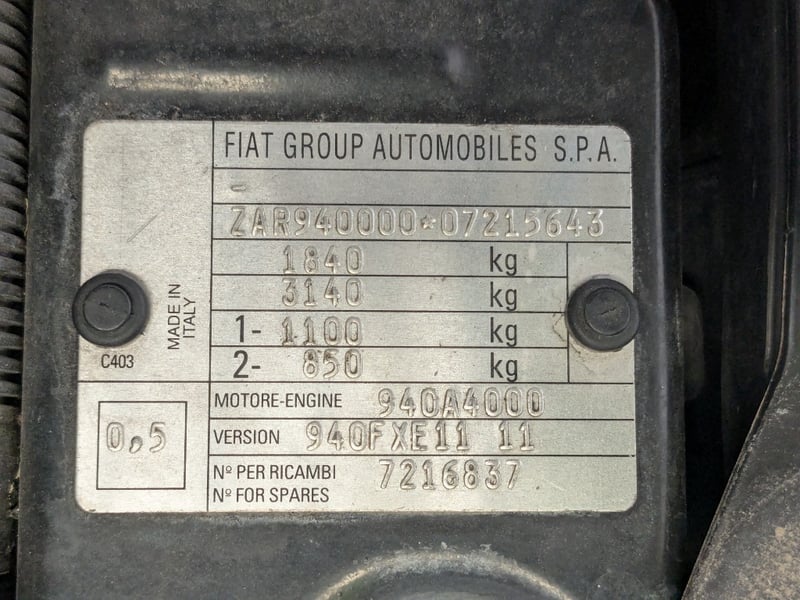 FIAT GROUP AUTOMOBILES S.P.A.
-
ZAR940000*07215643
1840 kg
3140 kg
1- 1100 kg
2- 850 kg
MADE IN
ITALY
C403
MOTORE-ENGINE 940A4000
0,5
VERSION 940FXE11 11
Nº PER RICAMBI 7216837
Nº FOR SPARES